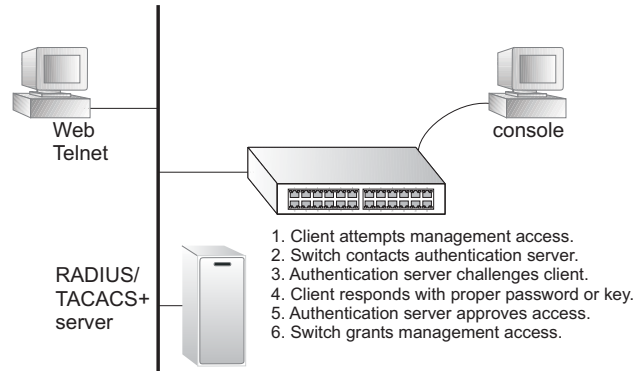 Web
Telnet
console
RADIUS/
TACACS+
server
1. Client attempts management access.
2. Switch contacts authentication server.
3. Authentication server challenges client.
4. Client responds with proper password or key.
5. Authentication server approves access.
6. Switch grants management access.